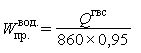 W вод. пр. = Q гвс
860×0,95